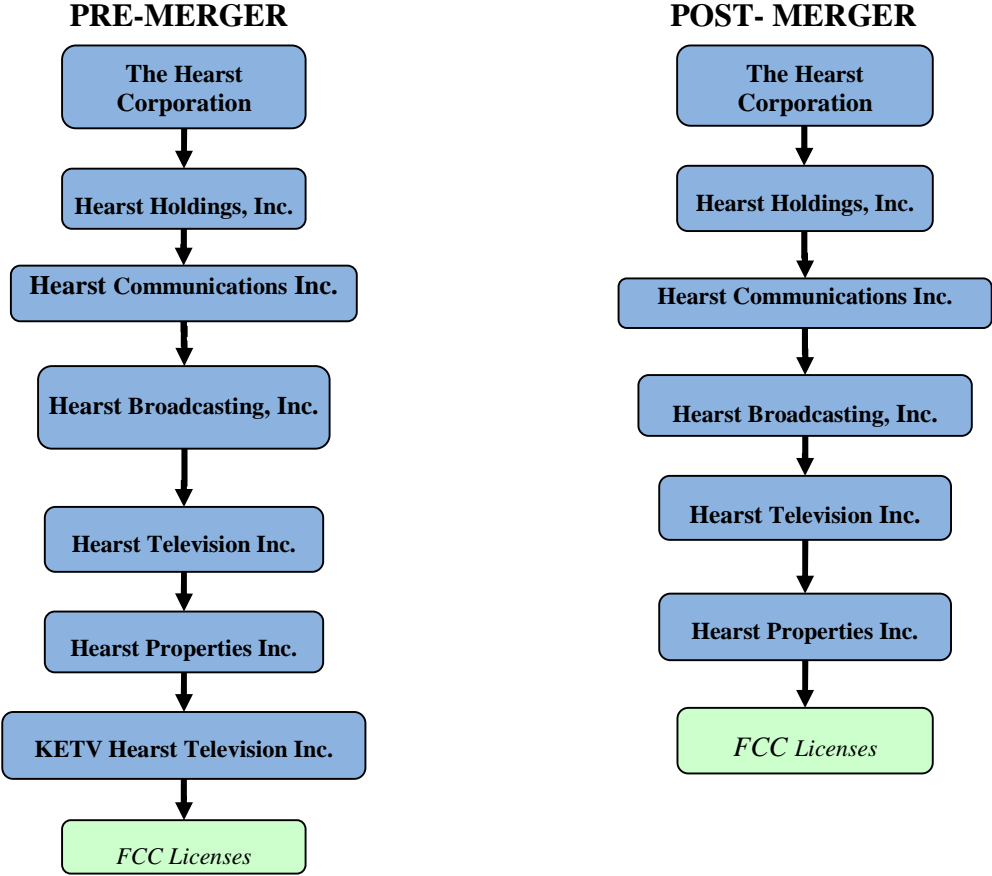 PRE-MERGER
The Hearst
Corporation
Hearst Holdings, Inc.
Hearst Communications Inc.
Hearst Broadcasting, Inc.
Hearst Television Inc.
Hearst Properties Inc.
KETV Hearst Television Inc.
FCC Licenses
POST- MERGER
The Hearst
Corporation
Hearst Holdings, Inc.
Hearst Communications Inc.
Hearst Broadcasting, Inc.
Hearst Television Inc.
Hearst Properties Inc.
FCC Licenses